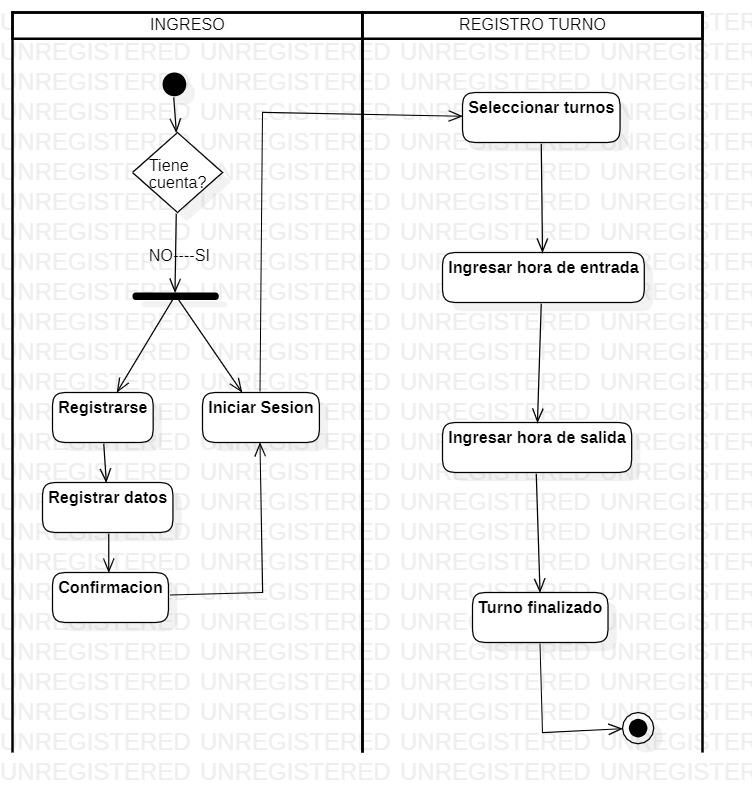 INGRESO
REGISTRO TURNO
Tiene
cuenta?
NO----SI
Registrarse
Iniciar Sesion
Registrar datos
Confirmacion
Seleccionar turnos
Ingresar hora de entrada
Ingresar hora de salida
Turno finalizado
UNREGISTERED